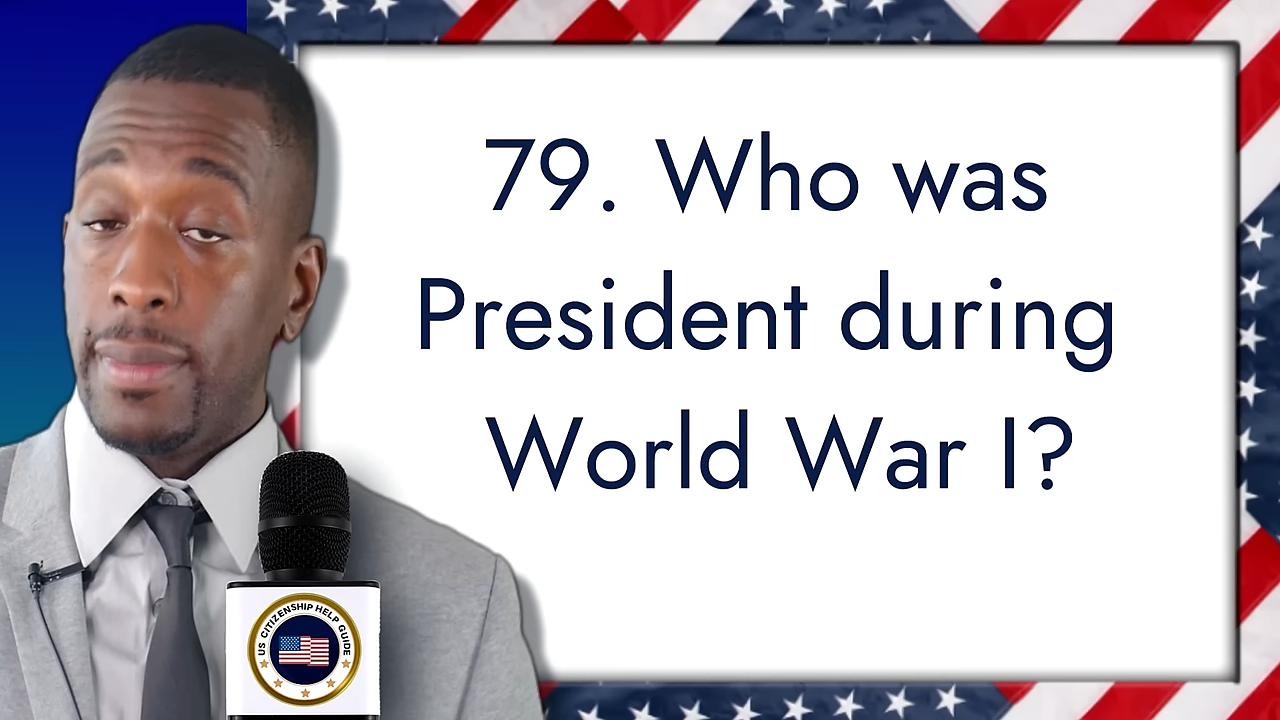 79. Who was
President during
World War I?
US CITIZENSHIP HELP GUIDE